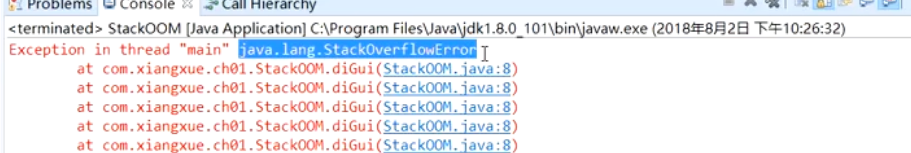 Problems Console Call Hierarchy
<terminated> StackOOM [Java Application] C:\Program Files\Java\jdk1.8.0_101\bin\javaw.exe (2018年8月2日 下午10:26:32)
Exception in thread "main" java.lang.StackOverflowError
at com.xiangxue.ch01.StackOOM.diGui(StackOOM.java:8)
at com.xiangxue.ch01.StackOOM.diGui(StackOOM.java:8)
at com.xiangxue.ch01.StackOOM.diGui(StackOOM.java:8)
at com.xiangxue.ch01.StackOOM.diGui(StackOOM.java:8)
at com.xiangxue.ch01.StackOOM.diGui(StackOOM.java:8)